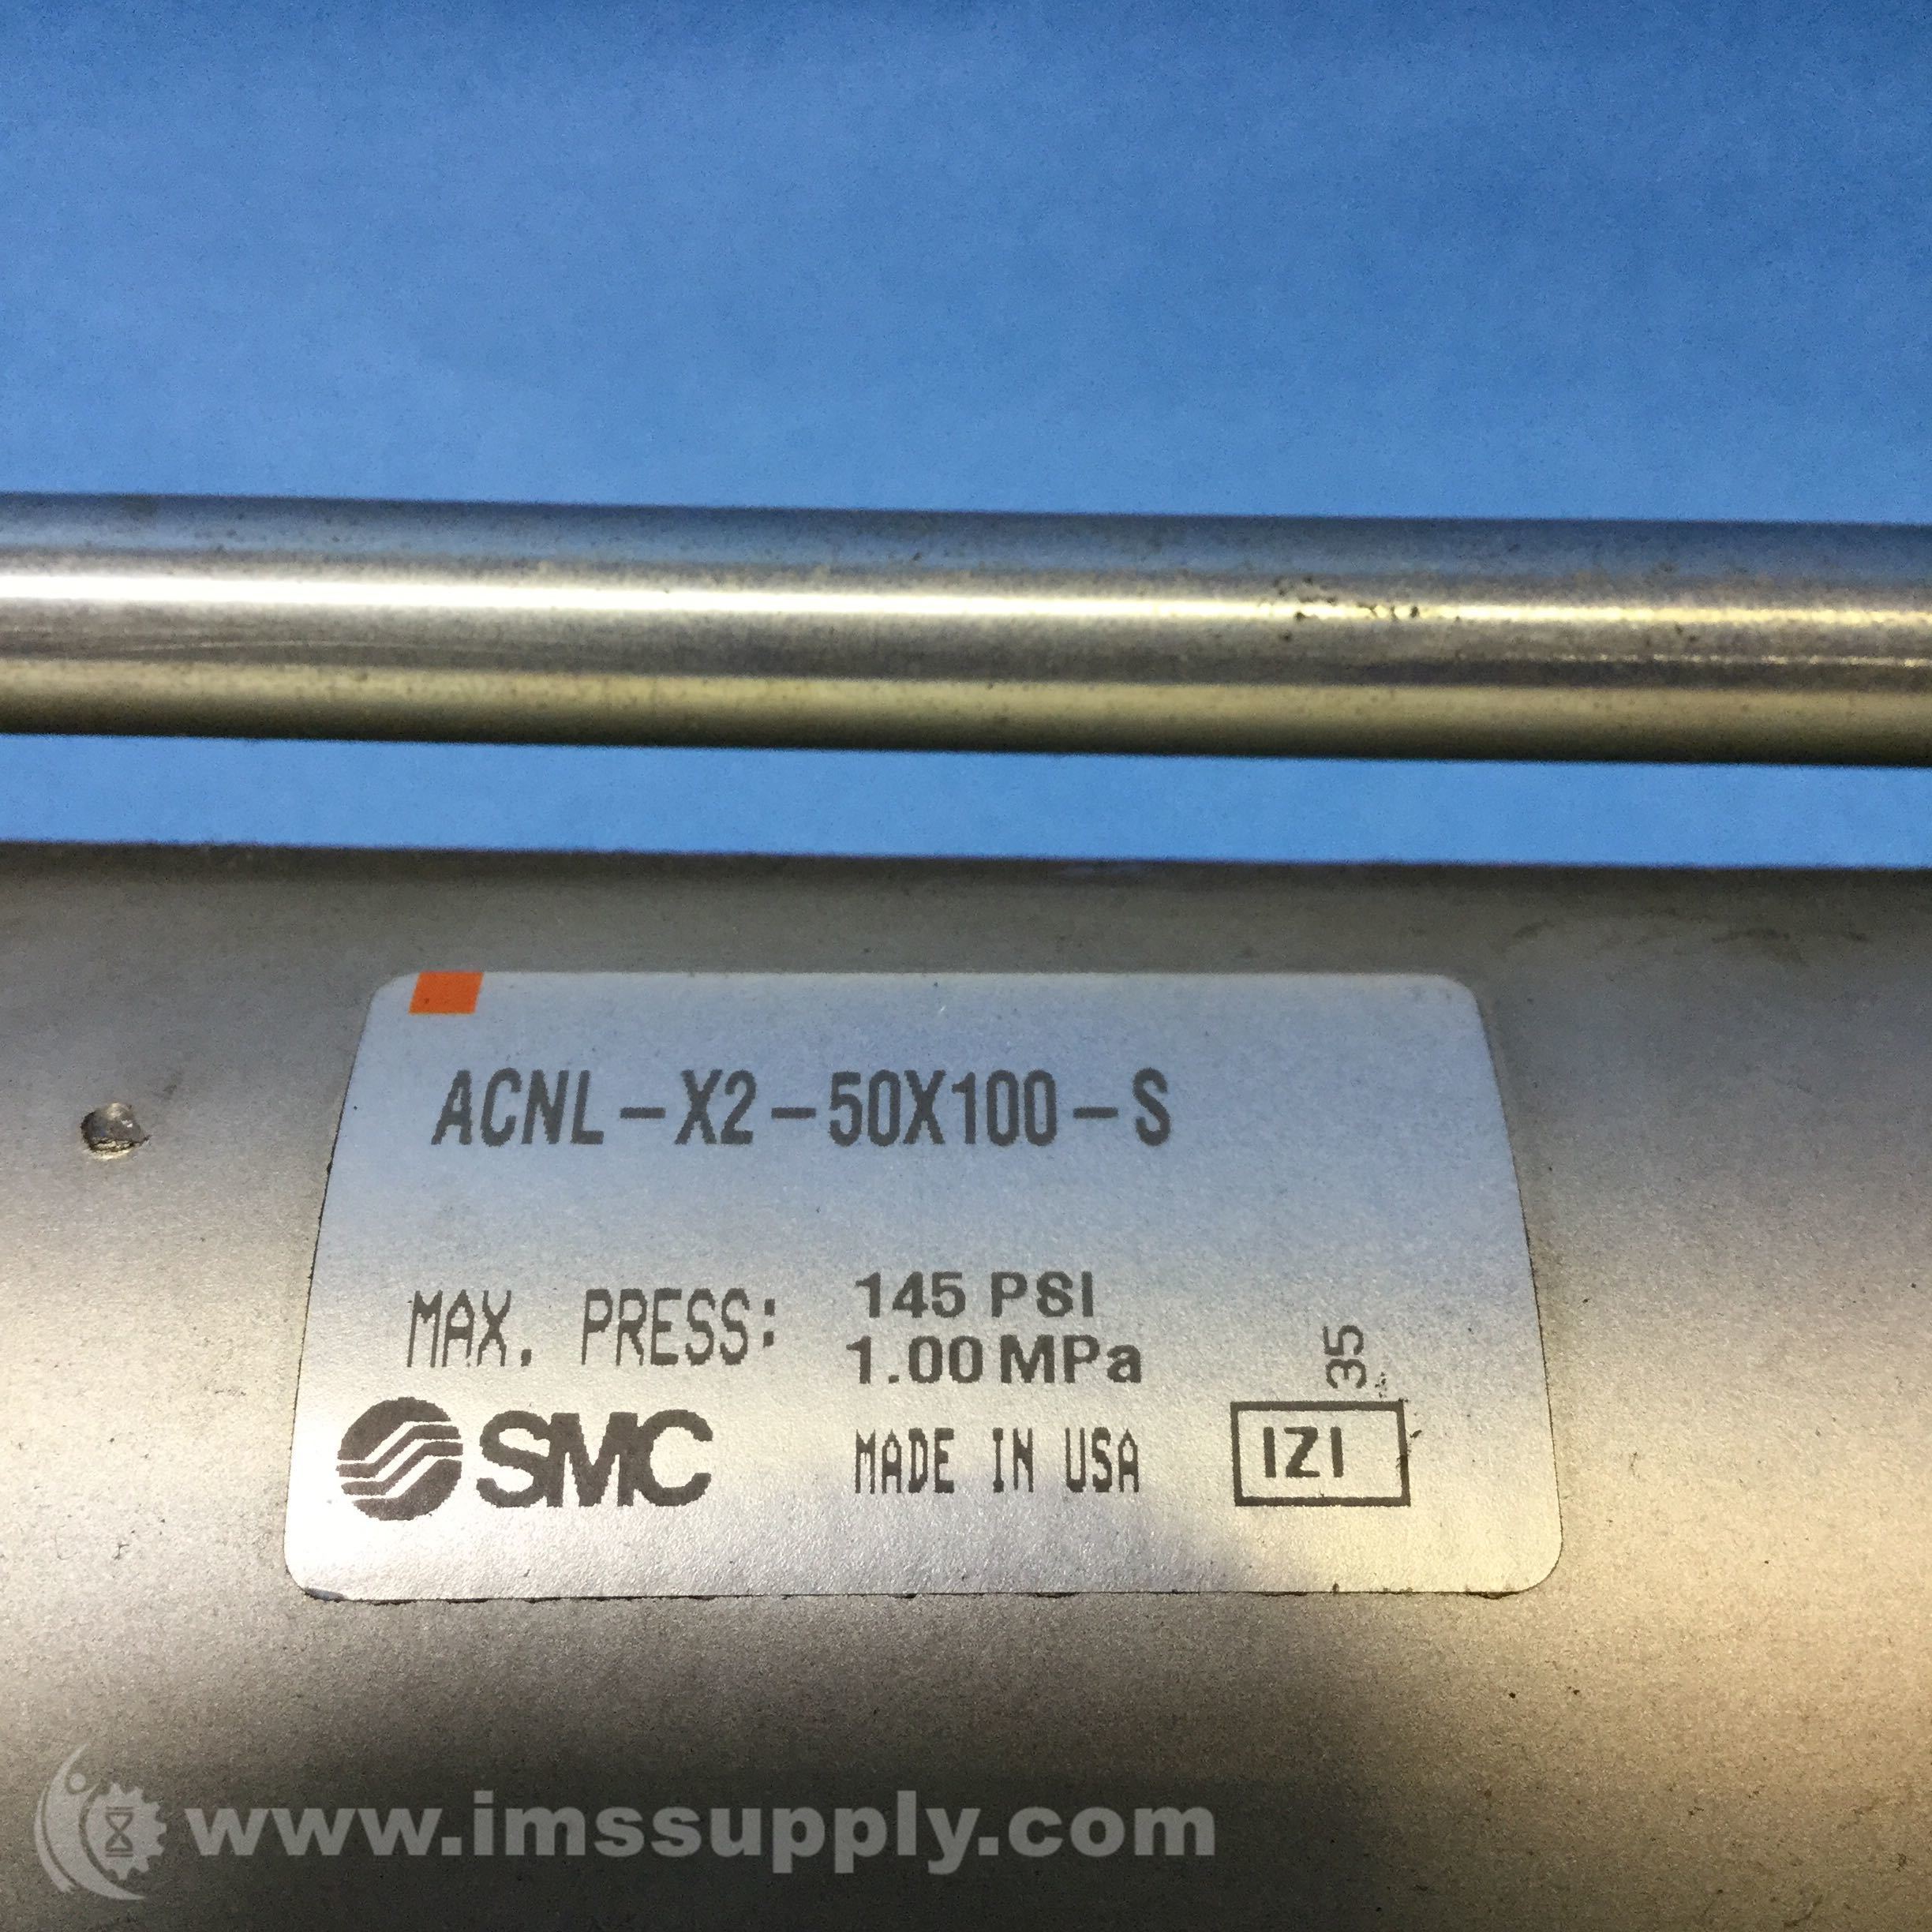 ACNL-X2-50X100-S
MAX. PRESS: 145 PSI
1.00 MPa
35
SMC MADE IN USA IZI
www.imssupply.com